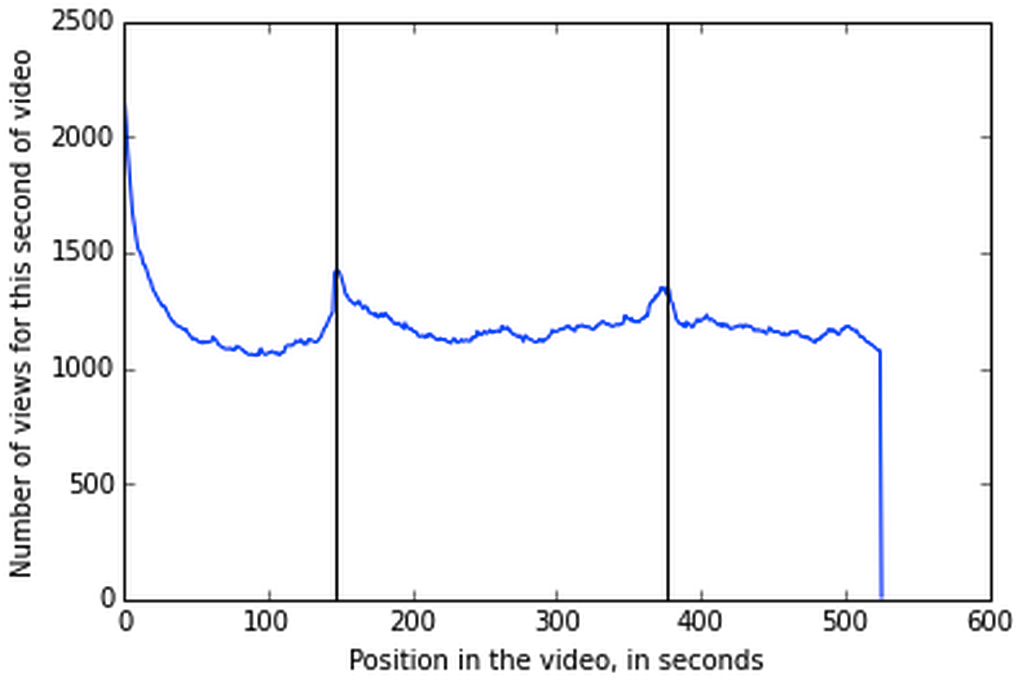 2500
2000
1500
1000
500
0
0 100 200 300 400 500 600
Number of views for this second of video
Position in the video, in seconds